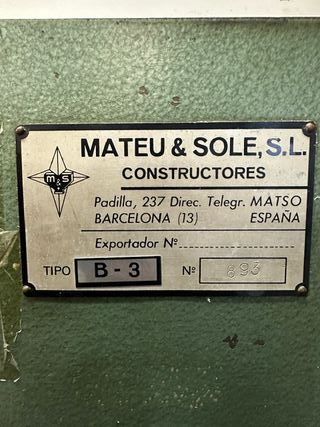 M&S
MATEU & SOLE, S.L.
CONSTRUCTORES
Padilla, 237 Direc. Telegr. MATSO
BARCELONA (13) ESPAÑA
Exportador Nº
TIPO B-3 Nº 893